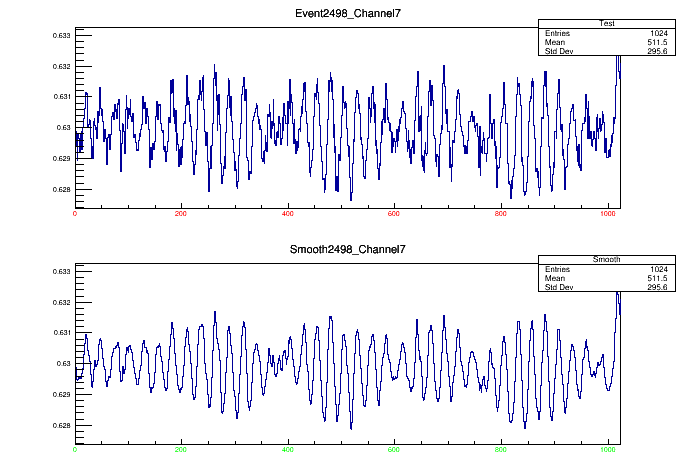 Event2498_Channel7
Test
Entries 1024
Mean 511.5
Std Dev 295.6
0.633
0.632
0.631
0.63
0.629
0.628
0 200 400 600 800 1000
Smooth2498_Channel7
Smooth
Entries 1024
Mean 511.5
Std Dev 295.6
0.633
0.632
0.631
0.63
0.629
0.628
0 200 400 600 800 1000